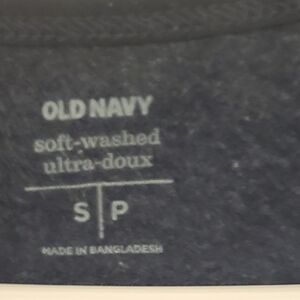 OLD NAVY
soft-washed
ultra-doux
S P
MADE IN BANGLADESH